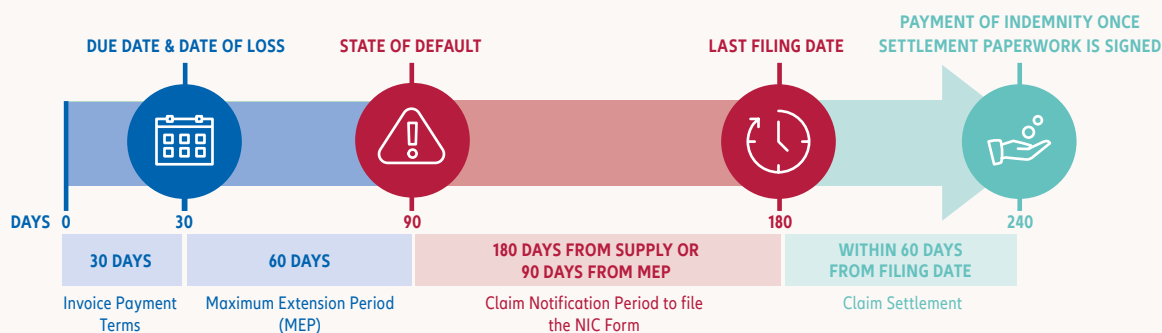 PAYMENT OF INDEMNITY ONCE
SETTLEMENT PAPERWORK IS SIGNED
DUE DATE & DATE OF LOSS
STATE OF DEFAULT
LAST FILING DATE
DAYS 0 30 90 180 240
30 DAYS
60 DAYS
180 DAYS FROM SUPPLY OR
90 DAYS FROM MEP
WITHIN 60 DAYS
FROM FILING DATE
Invoice Payment
Terms
Maximum Extension Period
(MEP)
Claim Notification Period to file
the NIC Form
Claim Settlement